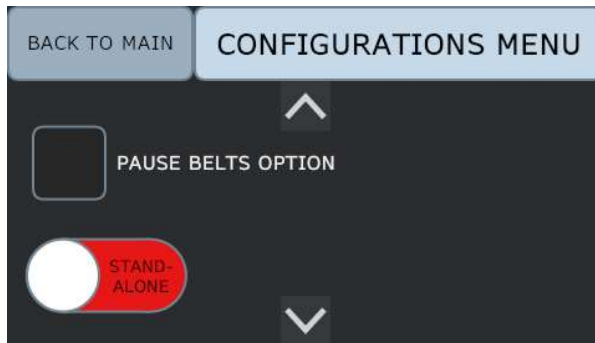 BACK TO MAIN
CONFIGURATIONS MENU
PAUSE BELTS OPTION
STAND-
ALONE